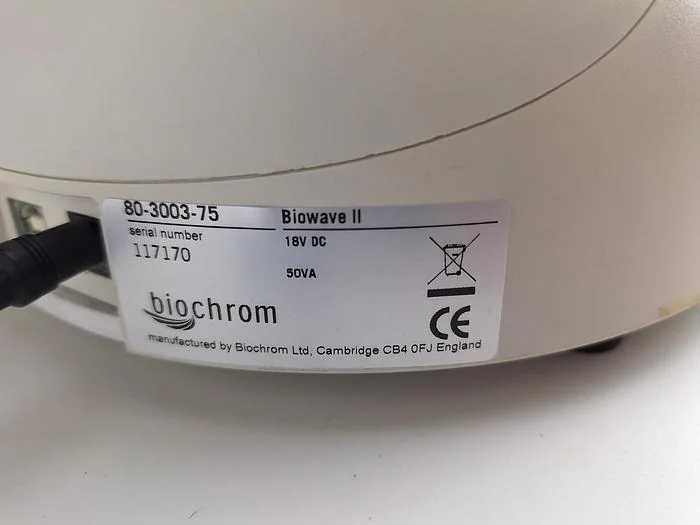 80-3003-75
Biowave II
serial number
117170
18V DC
50VA
biochrom
CE
manufactured by Biochrom Ltd, Cambridge CB4 0FJ England